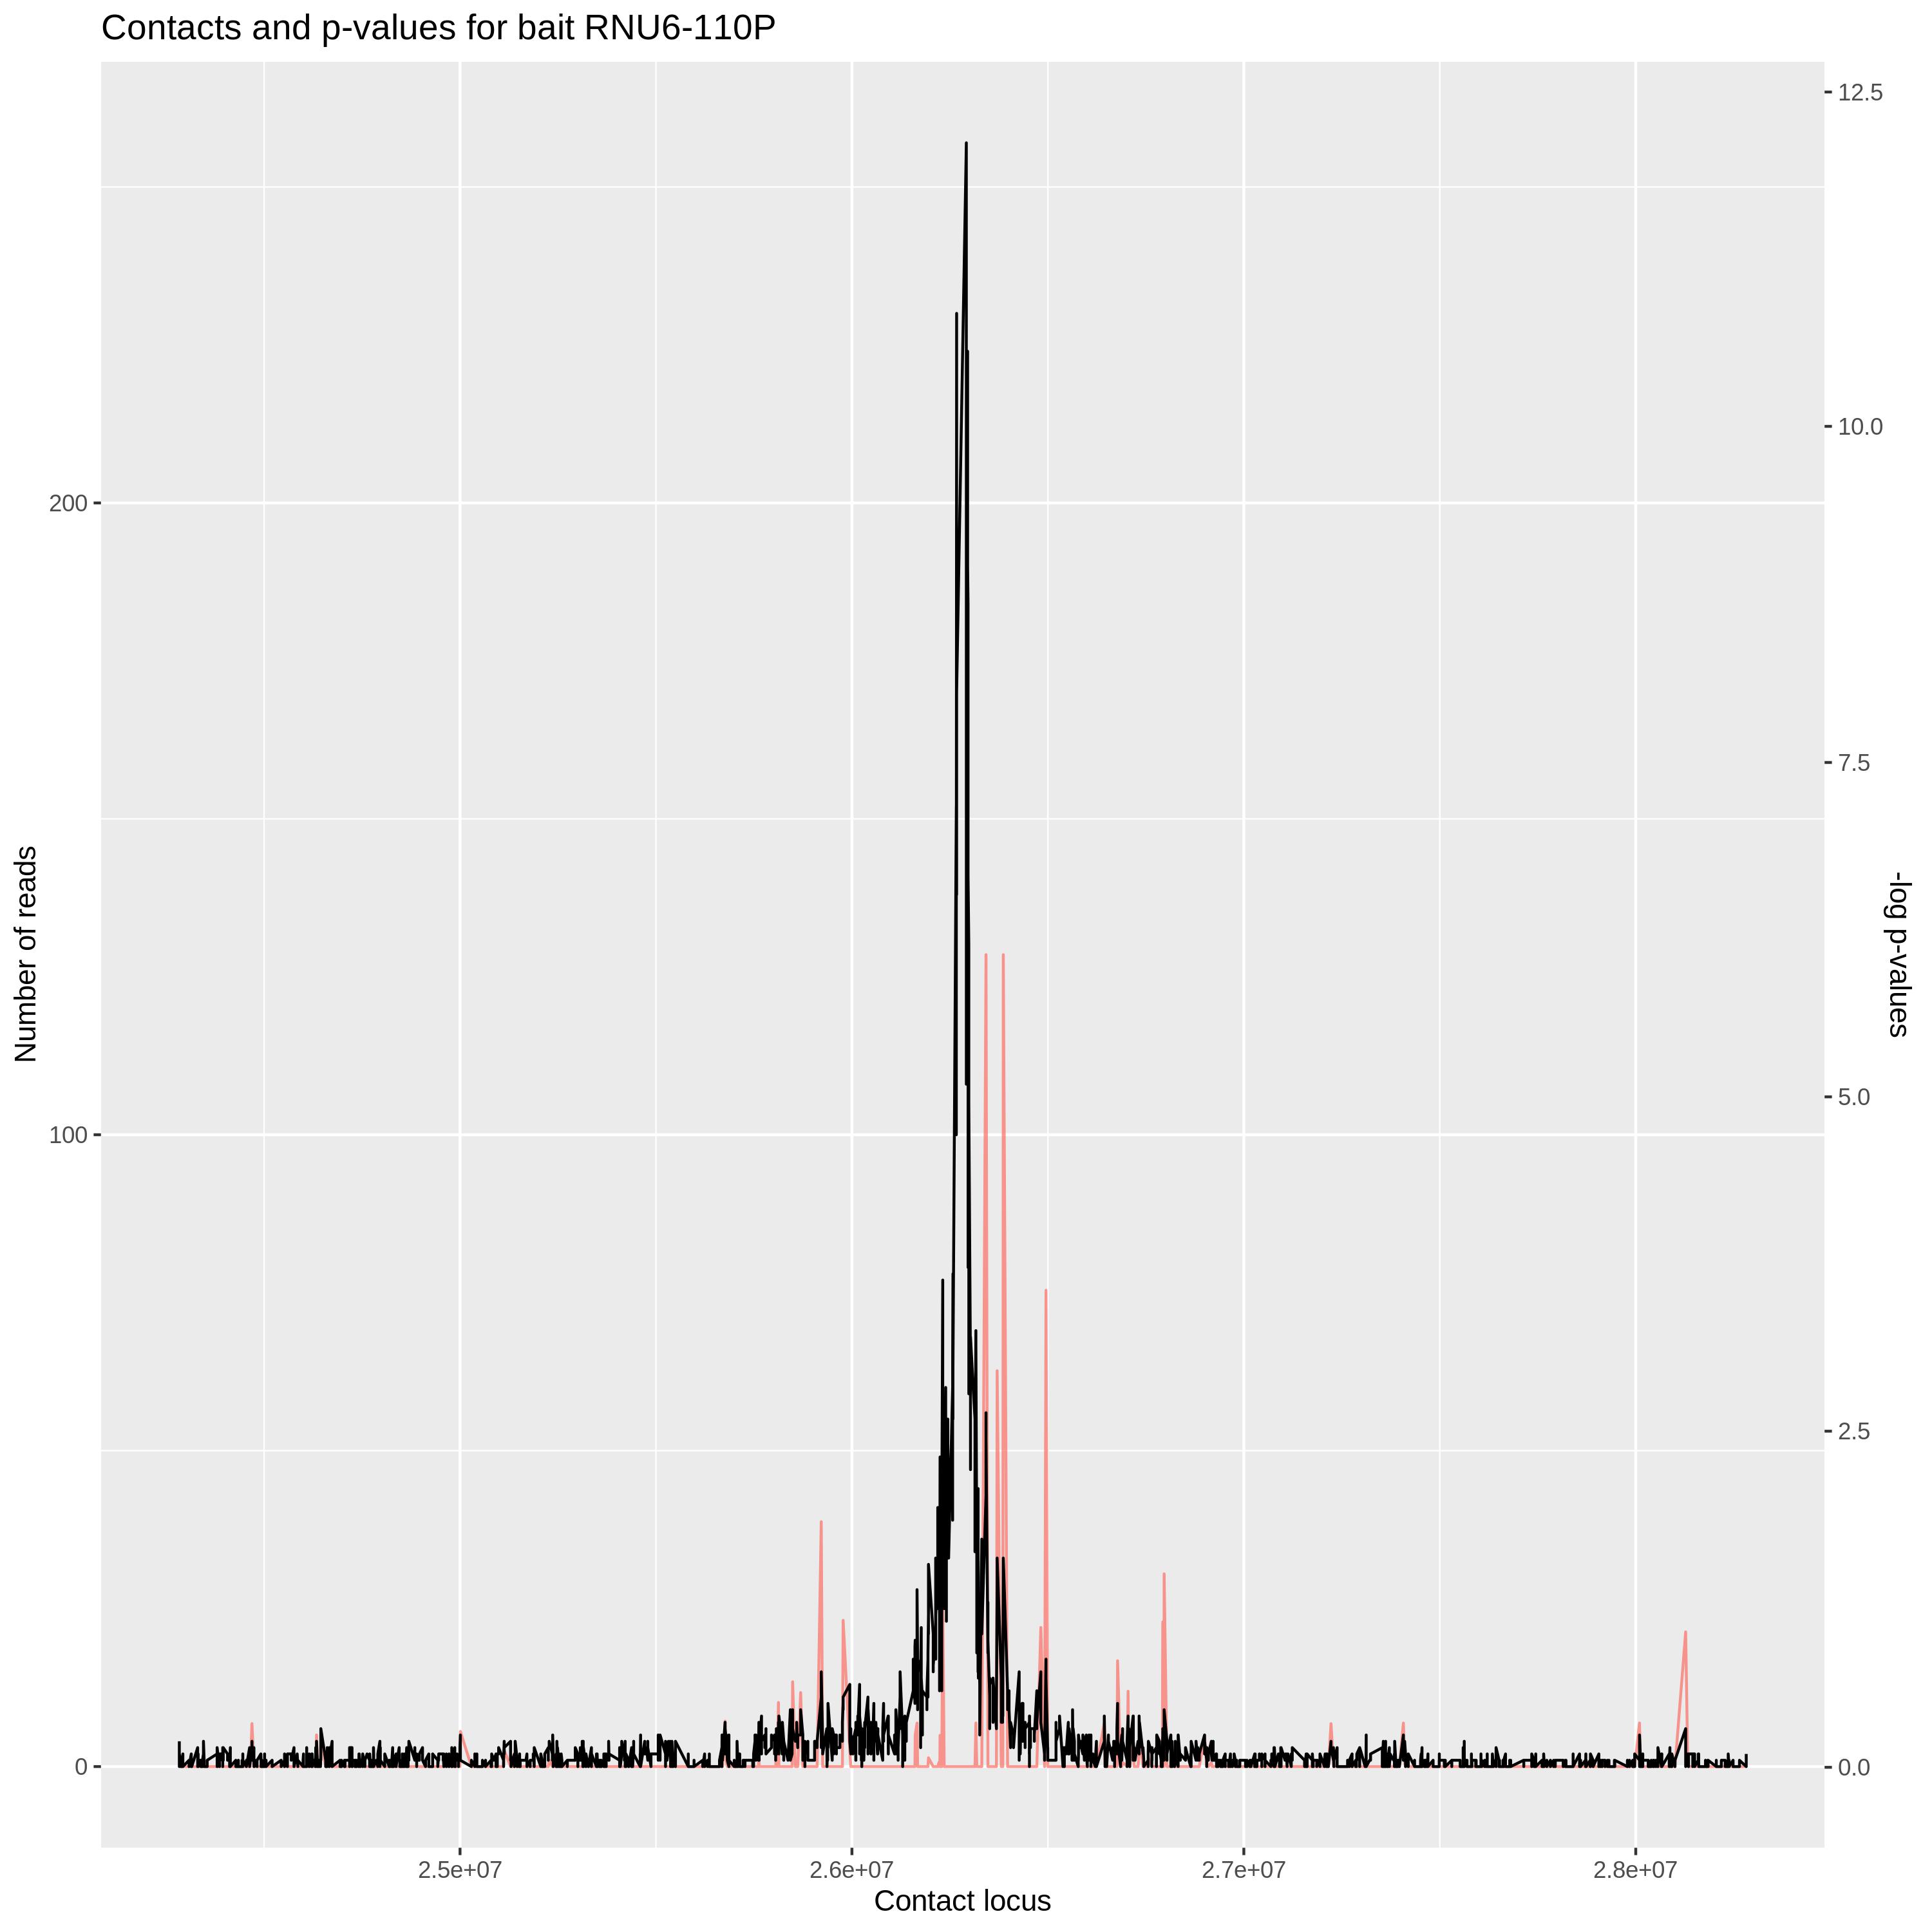 Contacts and p-values for bait RNU6-110P
12.5
10.0
200
7.5
Number of reads
-log p-values
5.0
100
2.5
0
0.0
2.5e+07
2.6e+07
2.7e+07
2.8e+07
Contact locus